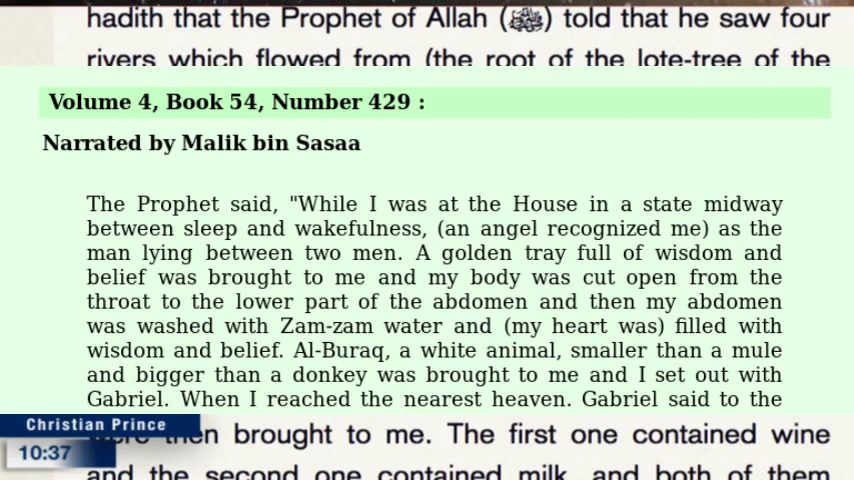 hadith that the Prophet of Allah (ﷺ) told that he saw four
rivers which flowed from (the root of the lote-tree of the
Volume 4, Book 54, Number 429 :
Narrated by Malik bin Sasaa
The Prophet said, "While I was at the House in a state midway
between sleep and wakefulness, (an angel recognized me) as the
man lying between two men. A golden tray full of wisdom and
belief was brought to me and my body was cut open from the
throat to the lower part of the abdomen and then my abdomen
was washed with Zam-zam water and (my heart was) filled with
wisdom and belief. Al-Buraq, a white animal, smaller than a mule
and bigger than a donkey was brought to me and I set out with
Gabriel. When I reached the nearest heaven. Gabriel said to the
Christian Prince
were then brought to me. The first one contained wine
10:37
and the second one contained milk, and both of them